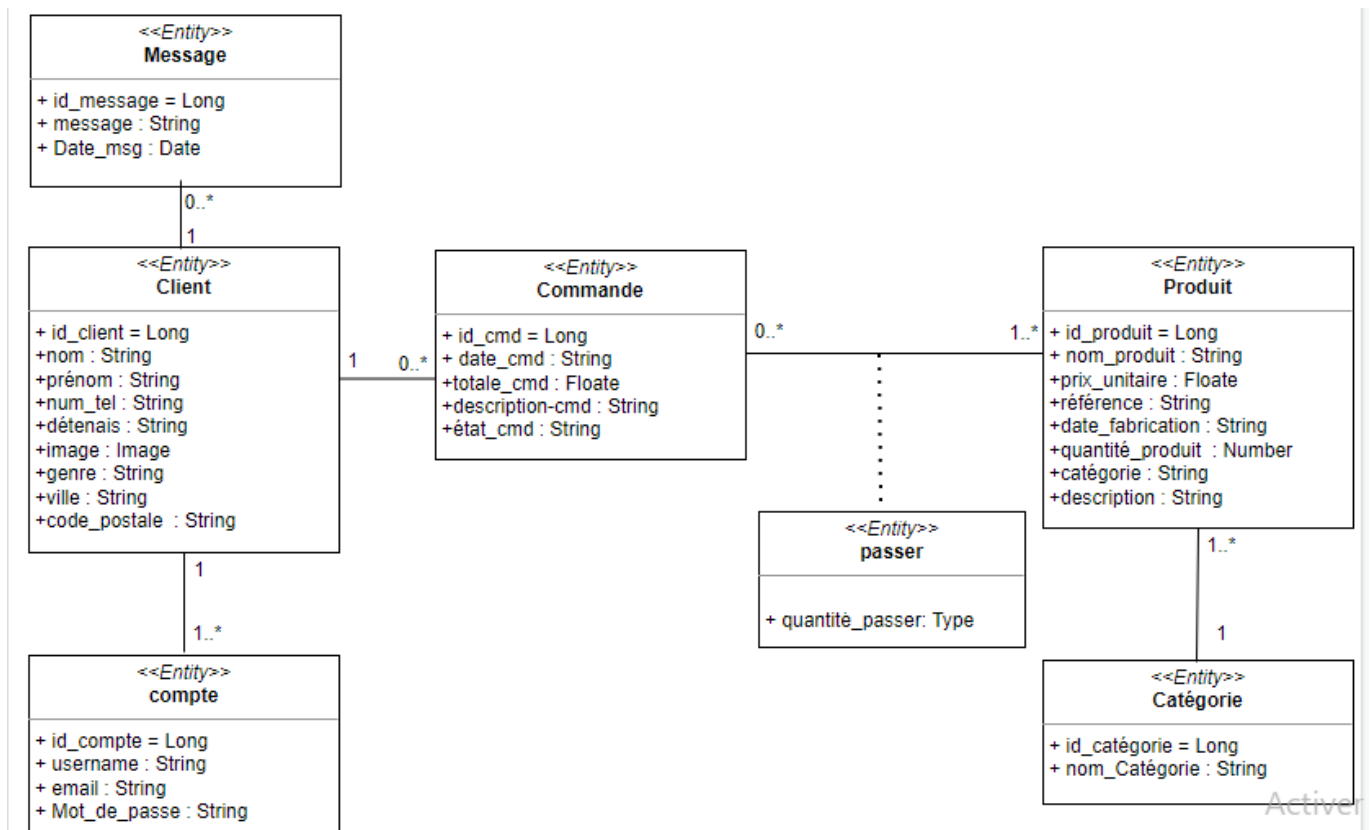 <<Entity>>
Message
+ id_message = Long
+ message : String
+ Date_msg : Date
0..*
1
<<Entity>>
Client
+ id_client = Long
+nom : String
+prénom : String
+num_tel : String
+détenais : String
+image : Image
+genre : String
+ville : String
+code_postale : String
1
0..*
<<Entity>>
Commande
+ id_cmd = Long
+ date_cmd : String
+totale_cmd : Floate
+description-cmd : String
+état_cmd : String
0..*
1..*
<<Entity>>
Produit
+ id_produit = Long
+ nom_produit : String
+prix_unitaire : Floate
+référence : String
+date_fabrication : String
+quantité_produit : Number
+catégorie : String
+description : String
<<Entity>>
passer
+ quantité_passer: Type
1
1..*
<<Entity>>
compte
+ id_compte = Long
+ username : String
+ email : String
+ Mot_de_passe : String
1..*
1
<<Entity>>
Catégorie
+ id_catégorie = Long
+ nom_Catégorie : String
Activer